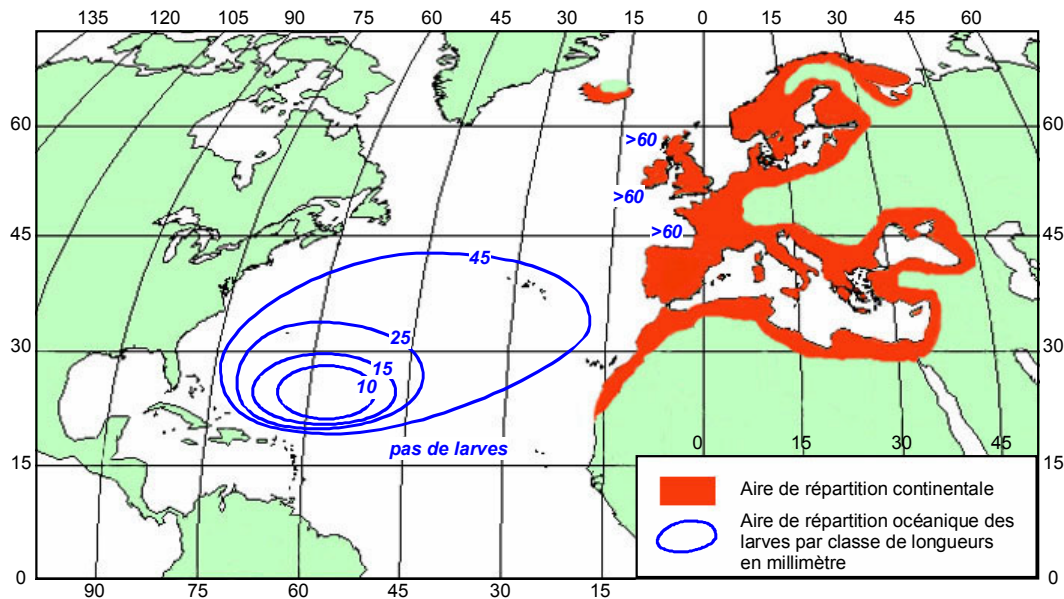 135 120 105 90 75 60 45 30 15 0 15 30 45 60
60 60
>60
>60
45 >60 45
45
25
30 30
15
10
pas de larves
0 15 30 45
15 15
Aire de répartition continentale
Aire de répartition océanique des
larves par classe de longueurs
en millimètre
0 0
90 75 60 45 30 15